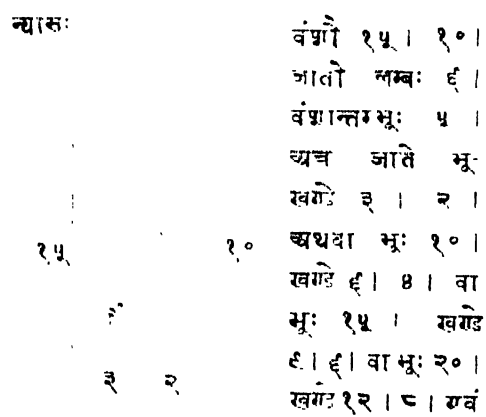 न्यासः
वंशौ १५ । १० ।
जातो लम्बः ६ ।
वंशान्तरभूः ५ ।
अत्र जाते भू-
खण्डे ३ । २ ।
अथवा भूः १० ।
खण्डे ६ । ४ । वा
भूः १५ । खण्डे
९ । ६ । वा भूः २० ।
खण्डे १२ । ८ । एवं
१५ १०
६
३ २